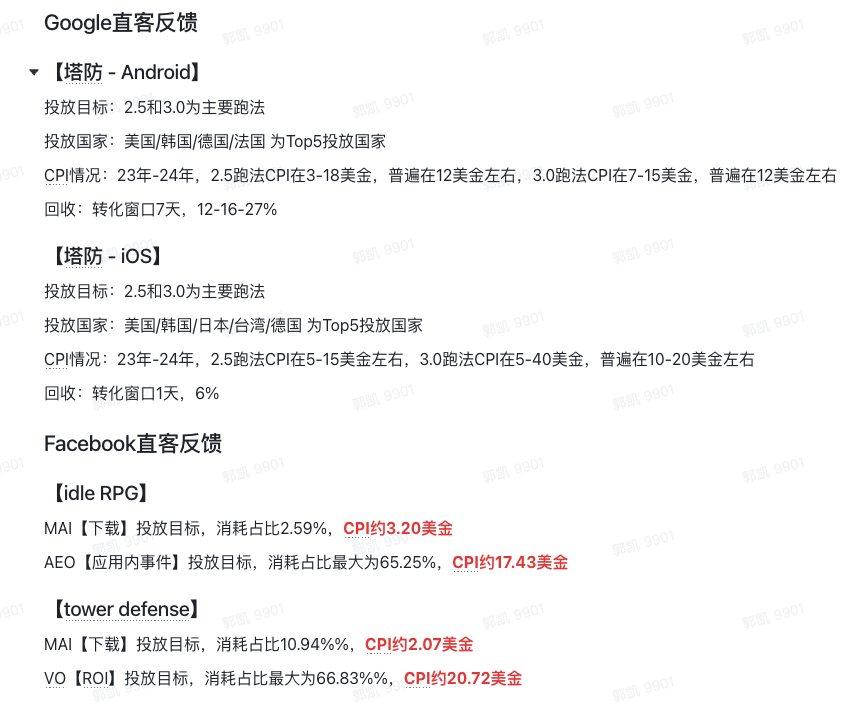 Google直客反馈
【塔防 - Android】
投放目标：2.5和3.0为主要跑法
投放国家：美国/韩国/德国/法国 为Top5投放国家
CPI情况：23年-24年，2.5跑法CPI在3-18美金，普遍在12美金左右，3.0跑法CPI在7-15美金，普遍在12美金左右
回收：转化窗口7天，12-16-27%
【塔防 - iOS】
投放目标：2.5和3.0为主要跑法
投放国家：美国/韩国/日本/台湾/德国 为Top5投放国家
CPI情况：23年-24年，2.5跑法CPI在5-15美金左右，3.0跑法CPI在5-40美金，普遍在10-20美金左右
回收：转化窗口1天，6%
Facebook直客反馈
【idle RPG】
MAI【下载】投放目标，消耗占比2.59%，CPI约3.20美金
AEO【应用内事件】投放目标，消耗占比最大为65.25%，CPI约17.43美金
【tower defense】
MAI【下载】投放目标，消耗占比10.94%%，CPI约2.07美金
VO【ROI】投放目标，消耗占比最大为66.83%%，CPI约20.72美金
郭凯 9901